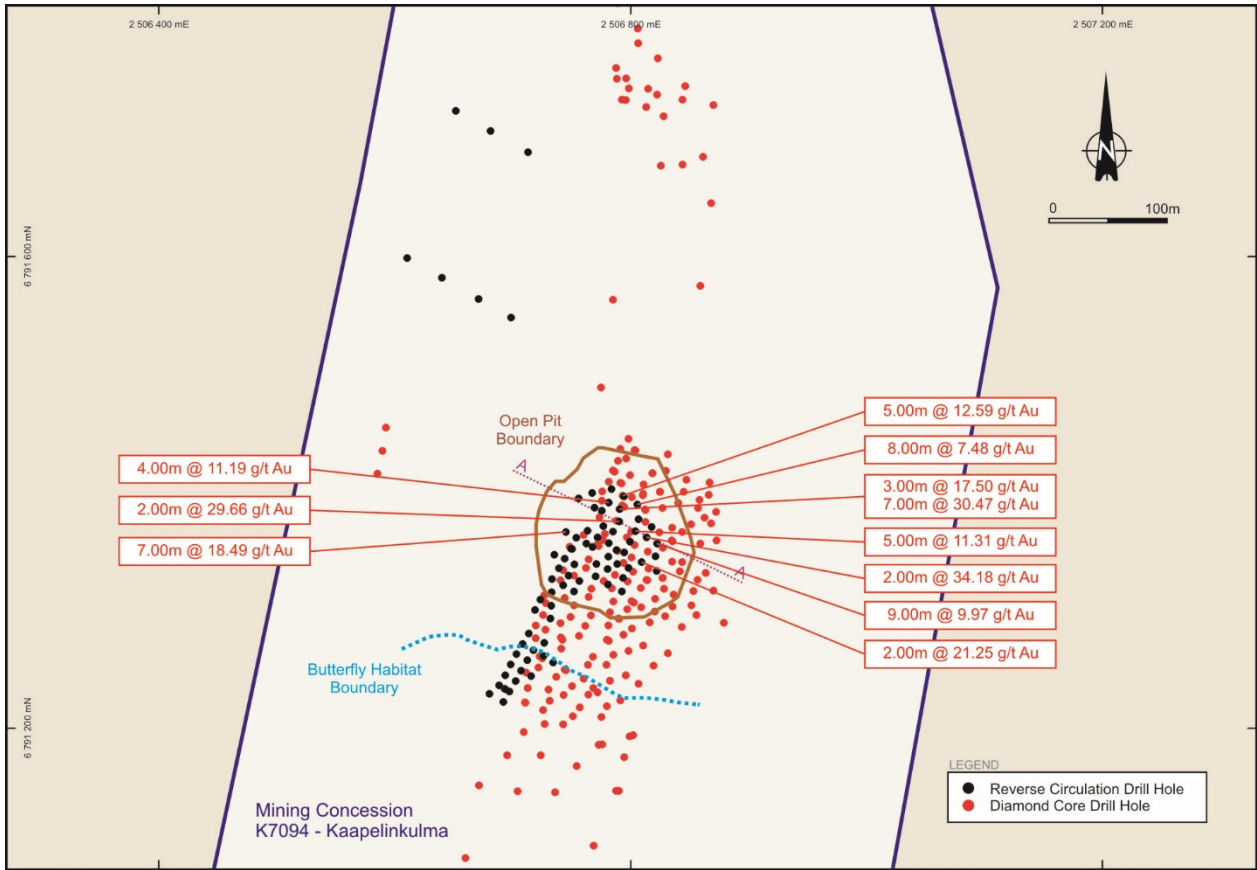 2 506 400 mE
2 506 800 mE
2 507 200 mE
6 791 600 mN
6 791 200 mN
N
0 100m
Open Pit
Boundary
A
A
4.00m @ 11.19 g/t Au
2.00m @ 29.66 g/t Au
7.00m @ 18.49 g/t Au
5.00m @ 12.59 g/t Au
8.00m @ 7.48 g/t Au
3.00m @ 17.50 g/t Au
7.00m @ 30.47 g/t Au
5.00m @ 11.31 g/t Au
2.00m @ 34.18 g/t Au
9.00m @ 9.97 g/t Au
2.00m @ 21.25 g/t Au
Butterfly Habitat
Boundary
Mining Concession
K7094 - Kaapelinkulma
LEGEND
Reverse Circulation Drill Hole
Diamond Core Drill Hole